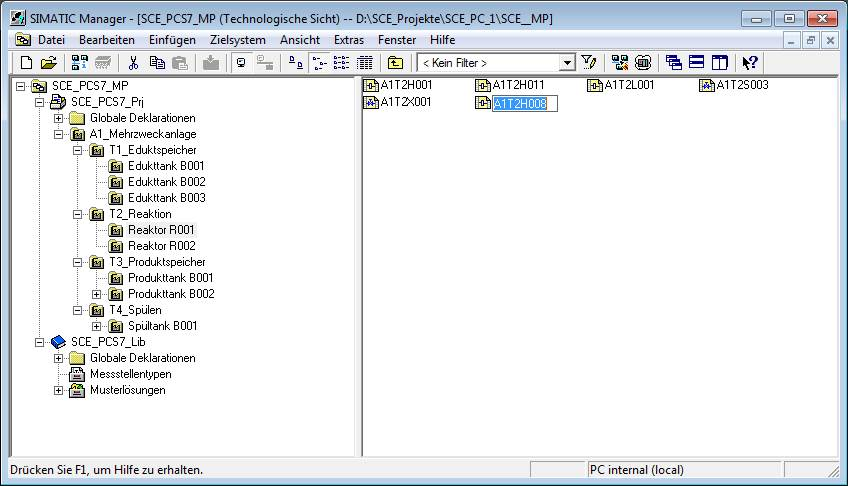 SIMATIC Manager - [SCE_PCS7_MP (Technologische Sicht) -- D:\SCE_Projekte\SCE_PC_1\SCE__MP]
Datei Bearbeiten Einfügen Zielsystem Ansicht Extras Fenster Hilfe
< Kein Filter >
SCE_PCS7_MP
SCE_PCS7_Prj
Globale Deklarationen
A1_Mehrzweckanlage
T1_Eduktspeicher
Edukttank B001
Edukttank B002
Edukttank B003
T2_Reaktion
Reaktor R001
Reaktor R002
T3_Produktspeicher
Produkttank B001
Produkttank B002
T4_Spülen
Spültank B001
SCE_PCS7_Lib
Globale Deklarationen
Messstellentypen
Musterlösungen
A1T2H001 A1T2H011 A1T2L001 A1T2S003
A1T2X001 A1T2H008
Drücken Sie F1, um Hilfe zu erhalten. PC internal (local)